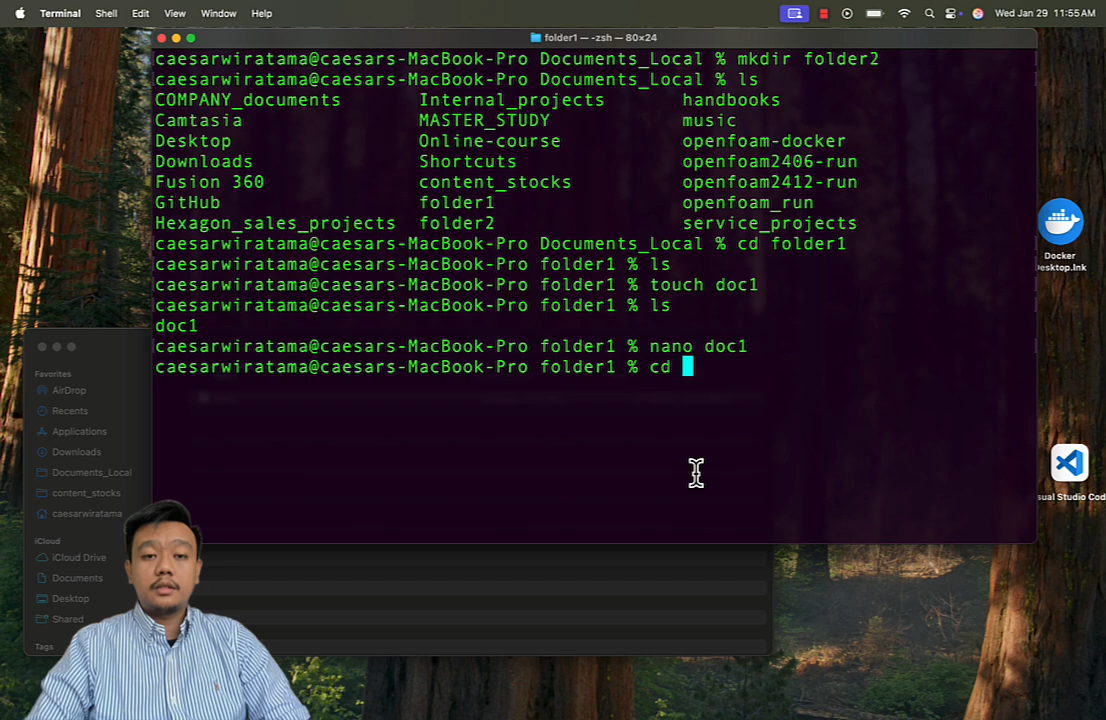 Terminal Shell Edit View Window Help
Wed Jan 29 11:55 AM
folder1 — -zsh — 80×24
caesarwiratama@caesars-MacBook-Pro Documents_Local % mkdir folder2
caesarwiratama@caesars-MacBook-Pro Documents_Local % ls
COMPANY_documents Internal_projects handbooks
Camtasia MASTER_STUDY music
Desktop Online-course openfoam-docker
Downloads Shortcuts openfoam2406-run
Fusion 360 content_stocks openfoam2412-run
GitHub folder1 openfoam_run
Hexagon_sales_projects folder2 service_projects
caesarwiratama@caesars-MacBook-Pro Documents_Local % cd folder1
caesarwiratama@caesars-MacBook-Pro folder1 % ls
caesarwiratama@caesars-MacBook-Pro folder1 % touch doc1
caesarwiratama@caesars-MacBook-Pro folder1 % ls
doc1
caesarwiratama@caesars-MacBook-Pro folder1 % nano doc1
caesarwiratama@caesars-MacBook-Pro folder1 % cd
Favorites
AirDrop
Recents
Applications
Downloads
Documents_Local
content_stocks
caesarwiratama
iCloud
iCloud Drive
Documents
Desktop
Shared
Tags
Docker
Desktop.lnk
sual Studio Cod